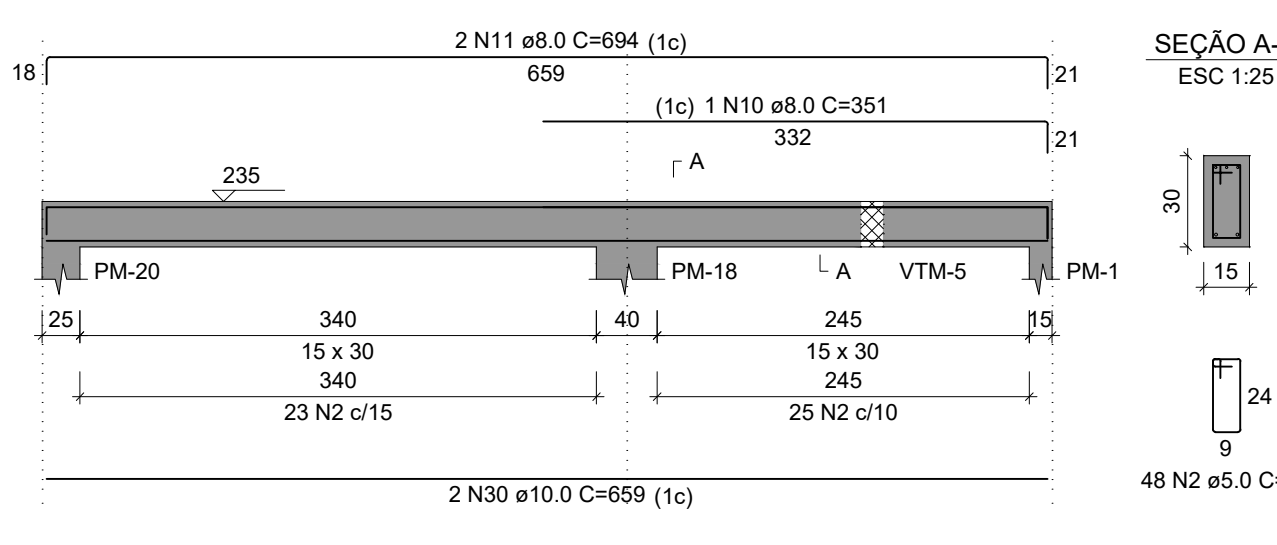 2 N11 ø8.0 C=694 (1c)
18
659
21
(1c) 1 N10 ø8.0 C=351
332
21
A
235
PM-20
PM-18
A
VTM-5
PM-1
25
340
40
245
15
15 x 30
15 x 30
340
245
23 N2 c/15
25 N2 c/10
2 N30 ø10.0 C=659 (1c)
SEÇÃO A-
ESC 1:25
30
15
24
9
48 N2 ø5.0 C=